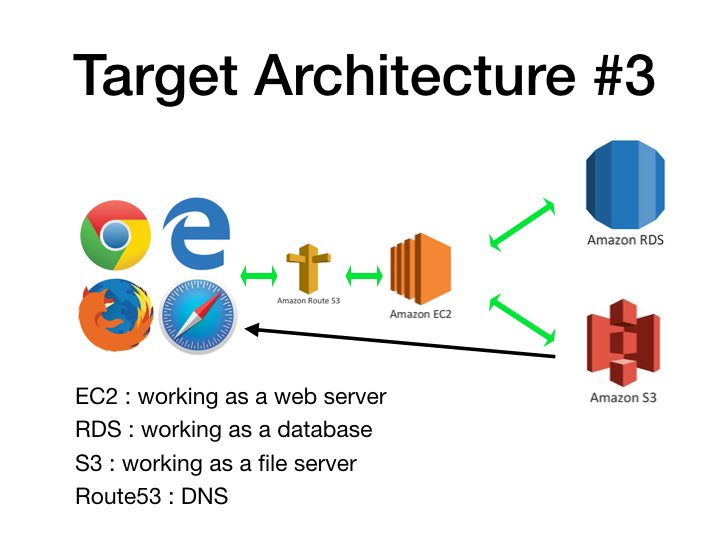 Target Architecture #3
Amazon RDS
Amazon Route 53
Amazon EC2
Amazon S3
EC2 : working as a web server
RDS : working as a database
S3 : working as a file server
Route53 : DNS